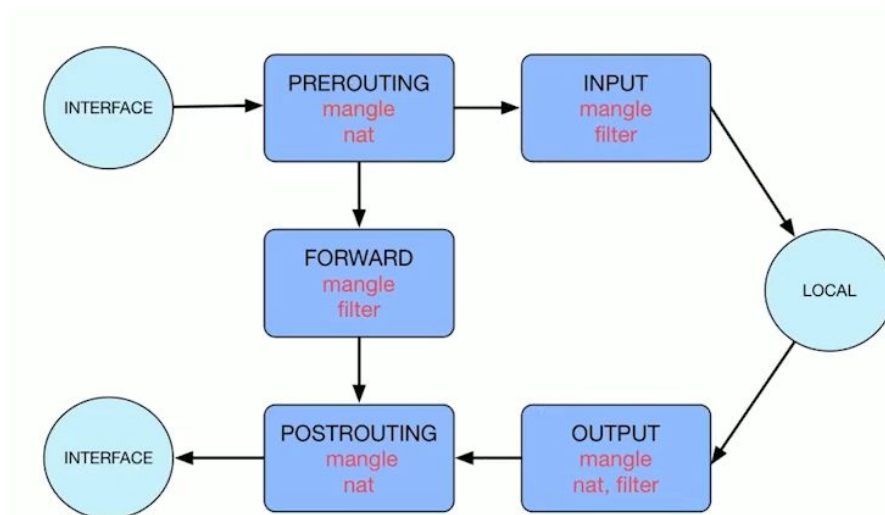 INTERFACE
PREROUTING
mangle
nat
INPUT
mangle
filter
FORWARD
mangle
filter
LOCAL
INTERFACE
POSTROUTING
mangle
nat
OUTPUT
mangle
nat, filter